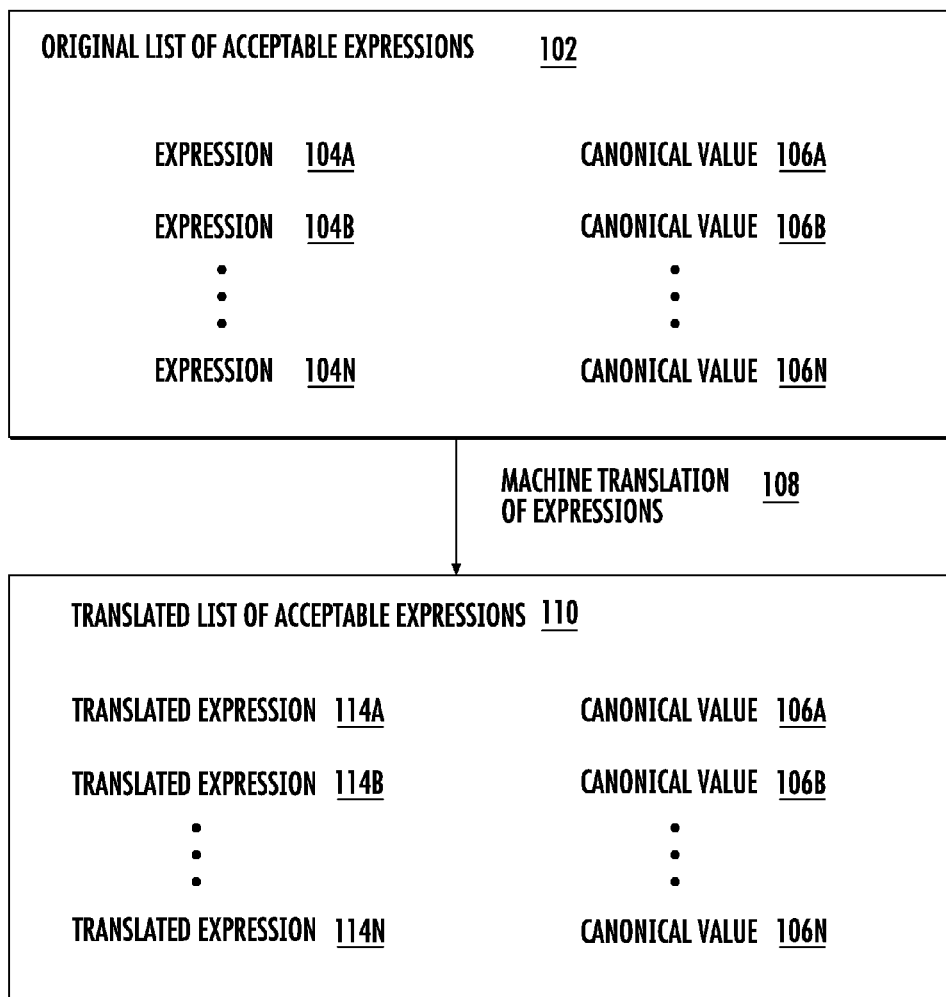 ORIGINAL LIST OF ACCEPTABLE EXPRESSIONS 102
EXPRESSION 104A CANONICAL VALUE 106A
EXPRESSION 104B CANONICAL VALUE 106B
EXPRESSION 104N CANONICAL VALUE 106N
MACHINE TRANSLATION 108
OF EXPRESSIONS
TRANSLATED LIST OF ACCEPTABLE EXPRESSIONS 110
TRANSLATED EXPRESSION 114A CANONICAL VALUE 106A
TRANSLATED EXPRESSION 114B CANONICAL VALUE 106B
TRANSLATED EXPRESSION 114N CANONICAL VALUE 106N